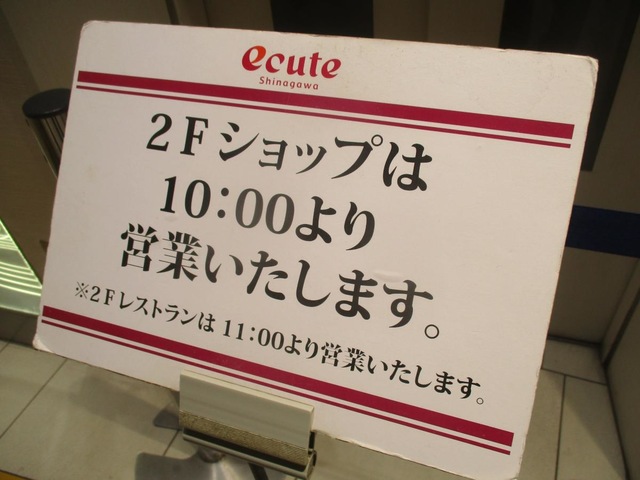 ecute
Shinagawa
2Fショップは
10:00より
営業いたします。
※2Fレストランは 11:00より営業いたします。